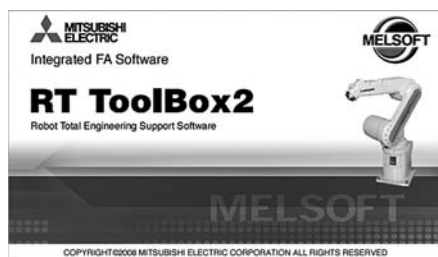 MITSUBISHI
ELECTRIC
MELSOFT
Integrated FA Software
RT ToolBox2
Robot Total Engineering Support Software
MELSOFT
COPYRIGHT©2008 MITSUBISHI ELECTRIC CORPORATION ALL RIGHTS RESERVED